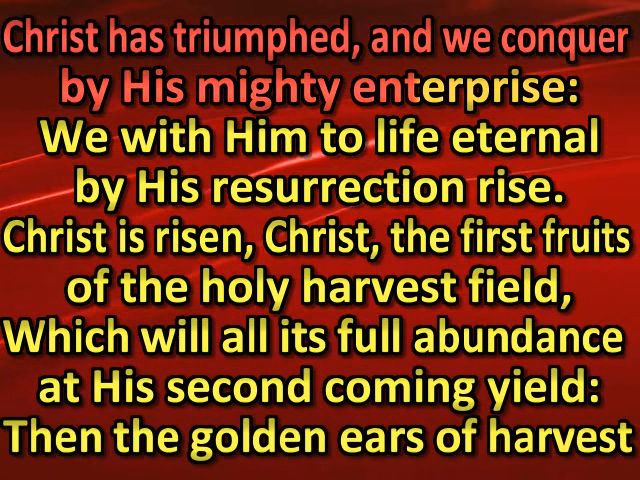 Christ has triumphed, and we conquer
by His mighty enterprise:
We with Him to life eternal
by His resurrection rise.
Christ is risen, Christ, the first fruits
of the holy harvest field,
Which will all its full abundance
at His second coming yield:
Then the golden ears of harvest